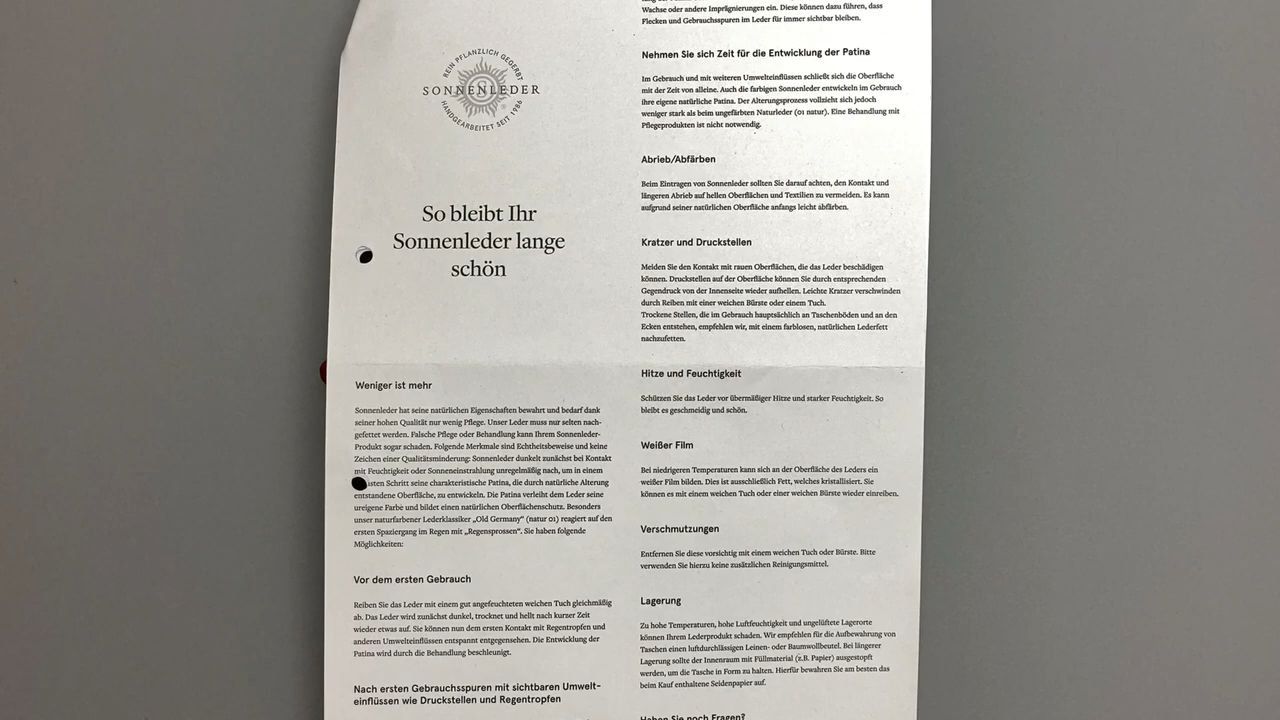 REIN PFLANZLICH GEGERBT
SONNENLEDER
HANDGEARBEITET SEIT 1986
So bleibt Ihr
Sonnenleder lange
schön
Weniger ist mehr
Sonnenleder hat seine natürlichen Eigenschaften bewahrt und bedarf dank
seiner hohen Qualität nur wenig Pflege. Unser Leder muss nur selten nach-
gefettet werden. Falsche Pflege oder Behandlung kann Ihrem Sonnenleder-
Produkt sogar schaden. Folgende Merkmale sind Echtheitsbeweise und keine
Zeichen einer Qualitätsminderung: Sonnenleder dunkelt zunächst bei Kontakt
mit Feuchtigkeit oder Sonneneinstrahlung unregelmäßig nach, um in einem
Schritt seine charakteristische Patina, die durch natürliche Alterung
entstandene Oberfläche, zu entwickeln. Die Patina verleiht dem Leder seine
ureigene Farbe und bildet einen natürlichen Oberflächenschutz. Besonders
unser naturfarbener Lederklassiker „Old Germany“ (natur 01) reagiert auf den
ersten Spaziergang im Regen mit „Regensprossen“. Sie haben folgende
Möglichkeiten:
Vor dem ersten Gebrauch
Reiben Sie das Leder mit einem gut angefeuchteten weichen Tuch gleichmäßig
ab. Das Leder wird zunächst dunkel, trocknet und hellt nach kurzer Zeit
wieder etwas auf. Sie können nun dem ersten Kontakt mit Regentropfen und
anderen Umwelteinflüssen entspannt entgegensehen. Die Entwicklung der
Patina wird durch die Behandlung beschleunigt.
Nach ersten Gebrauchsspuren mit sichtbaren Umwelt-
einflüssen wie Druckstellen und Regentropfen
Wachse oder andere Imprägnierungen ein. Diese können dazu führen, dass
Flecken und Gebrauchsspuren im Leder für immer sichtbar bleiben.
Nehmen Sie sich Zeit für die Entwicklung der Patina
Im Gebrauch und mit weiteren Umwelteinflüssen schließt sich die Oberfläche
mit der Zeit von alleine. Auch die farbigen Sonnenleder entwickeln im Gebrauch
ihre eigene natürliche Patina. Der Alterungsprozess vollzieht sich jedoch
weniger stark als beim ungefärbten Naturleder (01 natur). Eine Behandlung mit
Pflegeprodukten ist nicht notwendig.
Abrieb/Abfärben
Beim Eintragen von Sonnenleder sollten Sie darauf achten, den Kontakt und
längeren Abrieb auf hellen Oberflächen und Textilien zu vermeiden. Es kann
aufgrund seiner natürlichen Oberfläche anfangs leicht abfärben.
Kratzer und Druckstellen
Meiden Sie den Kontakt mit rauen Oberflächen, die das Leder beschädigen
können. Druckstellen auf der Oberfläche können Sie durch entsprechenden
Gegendruck von der Innenseite wieder aufhellen. Leichte Kratzer verschwinden
durch Reiben mit einer weichen Bürste oder einem Tuch.
Trockene Stellen, die im Gebrauch hauptsächlich an Taschenböden und an den
Ecken entstehen, empfehlen wir, mit einem farblosen, natürlichen Lederfett
nachzufetten.
Hitze und Feuchtigkeit
Schützen Sie das Leder vor übermäßiger Hitze und starker Feuchtigkeit. So
bleibt es geschmeidig und schön.
Weißer Film
Bei niedrigeren Temperaturen kann sich an der Oberfläche des Leders ein
weißer Film bilden. Dies ist ausschließlich Fett, welches kristallisiert. Sie
können es mit einem weichen Tuch oder einer weichen Bürste wieder einreiben.
Verschmutzungen
Entfernen Sie diese vorsichtig mit einem weichen Tuch oder Bürste. Bitte
verwenden Sie hierzu keine zusätzlichen Reinigungsmittel.
Lagerung
Zu hohe Temperaturen, hohe Luftfeuchtigkeit und ungelüftete Lagerorte
können Ihrem Lederprodukt schaden. Wir empfehlen für die Aufbewahrung von
Taschen einen luftdurchlässigen Leinen- oder Baumwollbeutel. Bei längerer
Lagerung sollte der Innenraum mit Füllmaterial (z.B. Papier) ausgestopft
werden, um die Tasche in Form zu halten. Hierfür bewahren Sie am besten das
beim Kauf enthaltene Seidenpapier auf.
Haben Sie noch Fragen?